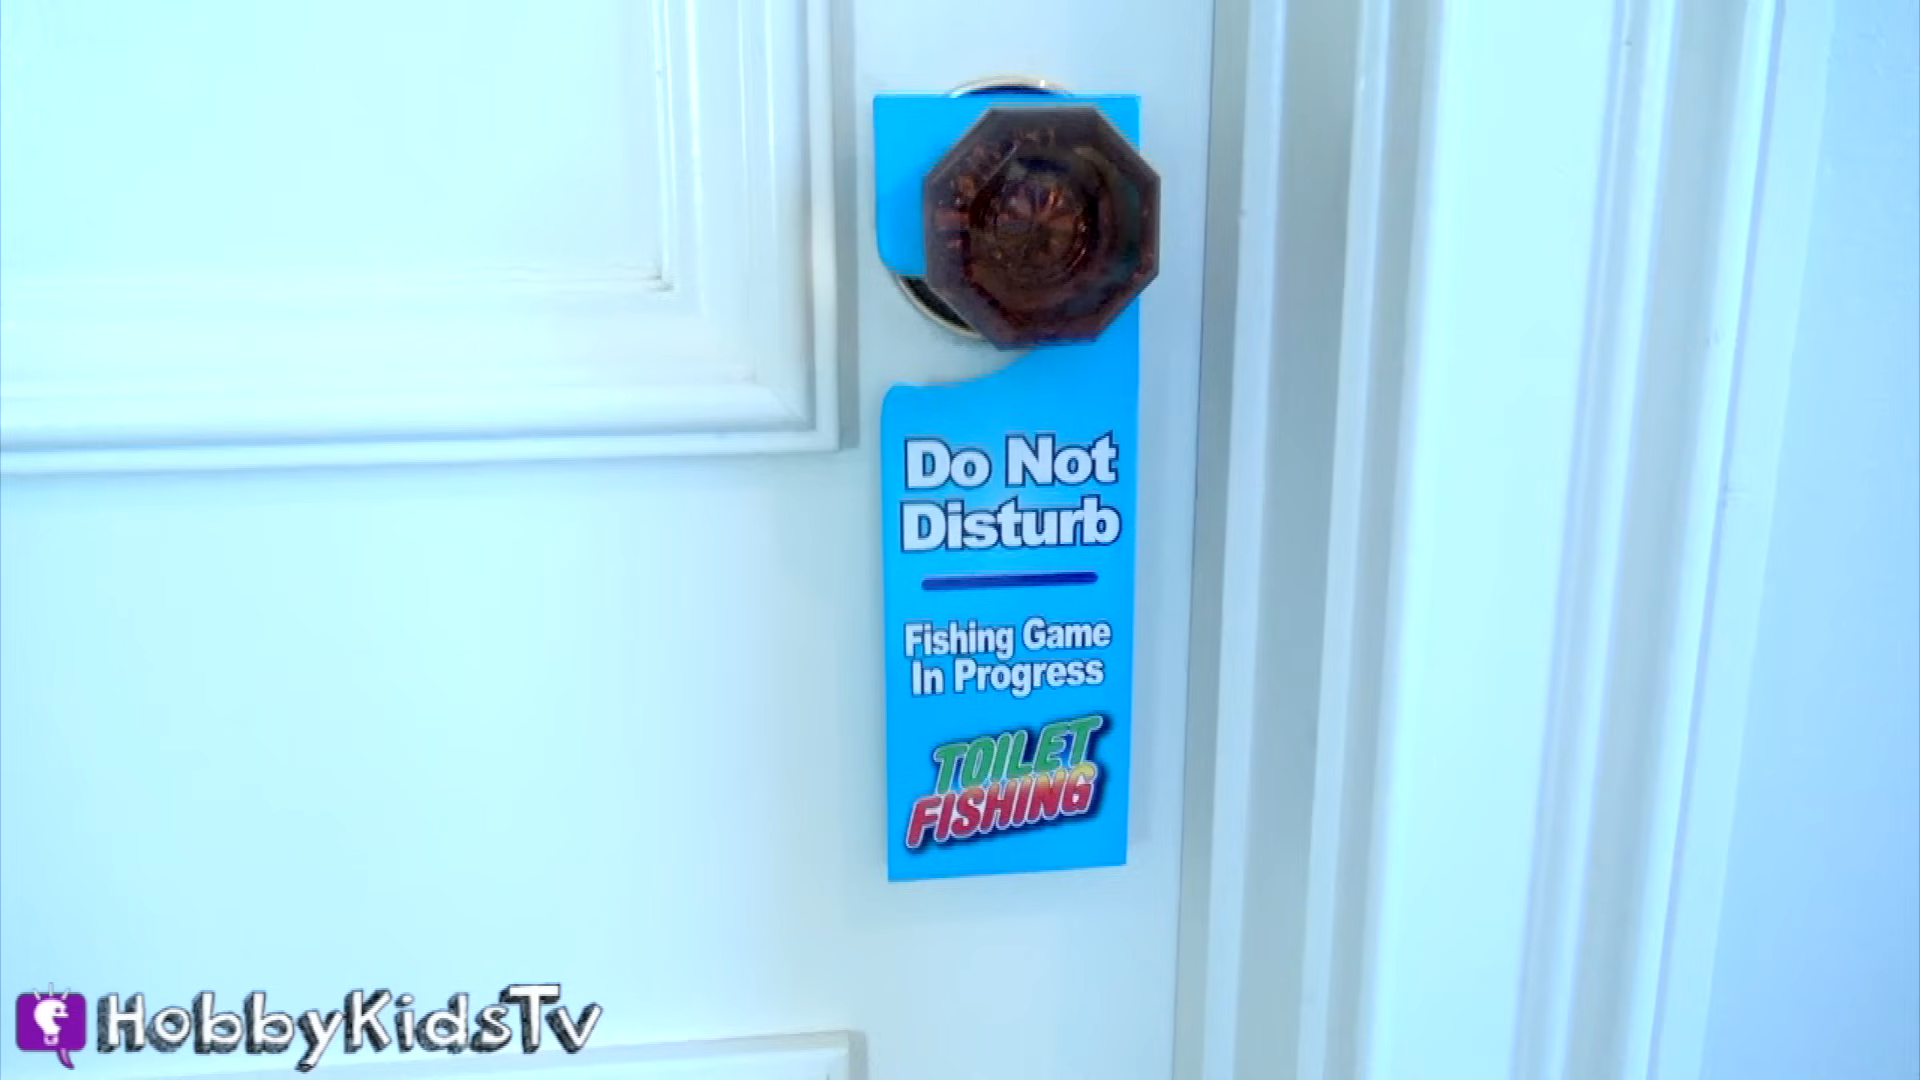 Do Not
Disturb
Fishing Game
In Progress
TOILET
FISHING
HobbyKidsTv